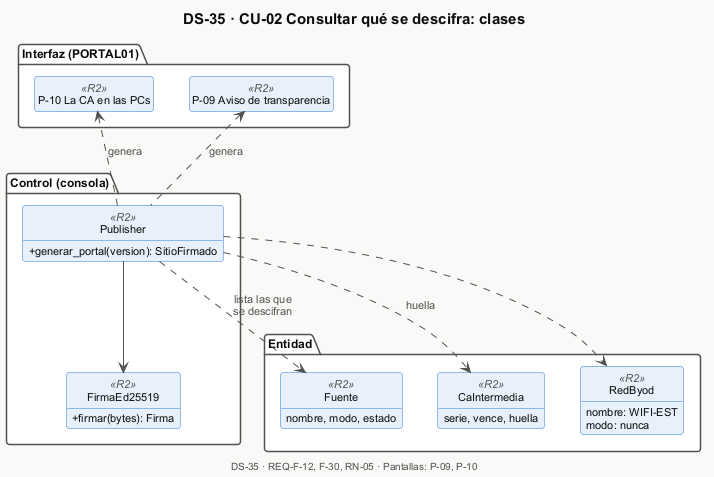 DS-35 · CU-02 Consultar qué se descifra: clases
Interfaz (PORTAL01)
«R2»
P-10 La CA en las PCs
«R2»
P-09 Aviso de transparencia
genera
genera
Control (consola)
«R2»
Publisher
+generar_portal(version): SitioFirmado
lista las que
se descifran
huella
Entidad
«R2»
FirmaEd25519
+firmar(bytes): Firma
«R2»
Fuente
nombre, modo, estado
«R2»
CaIntermedia
serie, vence, huella
«R2»
RedByod
nombre: WIFI-EST
modo: nunca
DS-35 · REQ-F-12, F-30, RN-05 · Pantallas: P-09, P-10